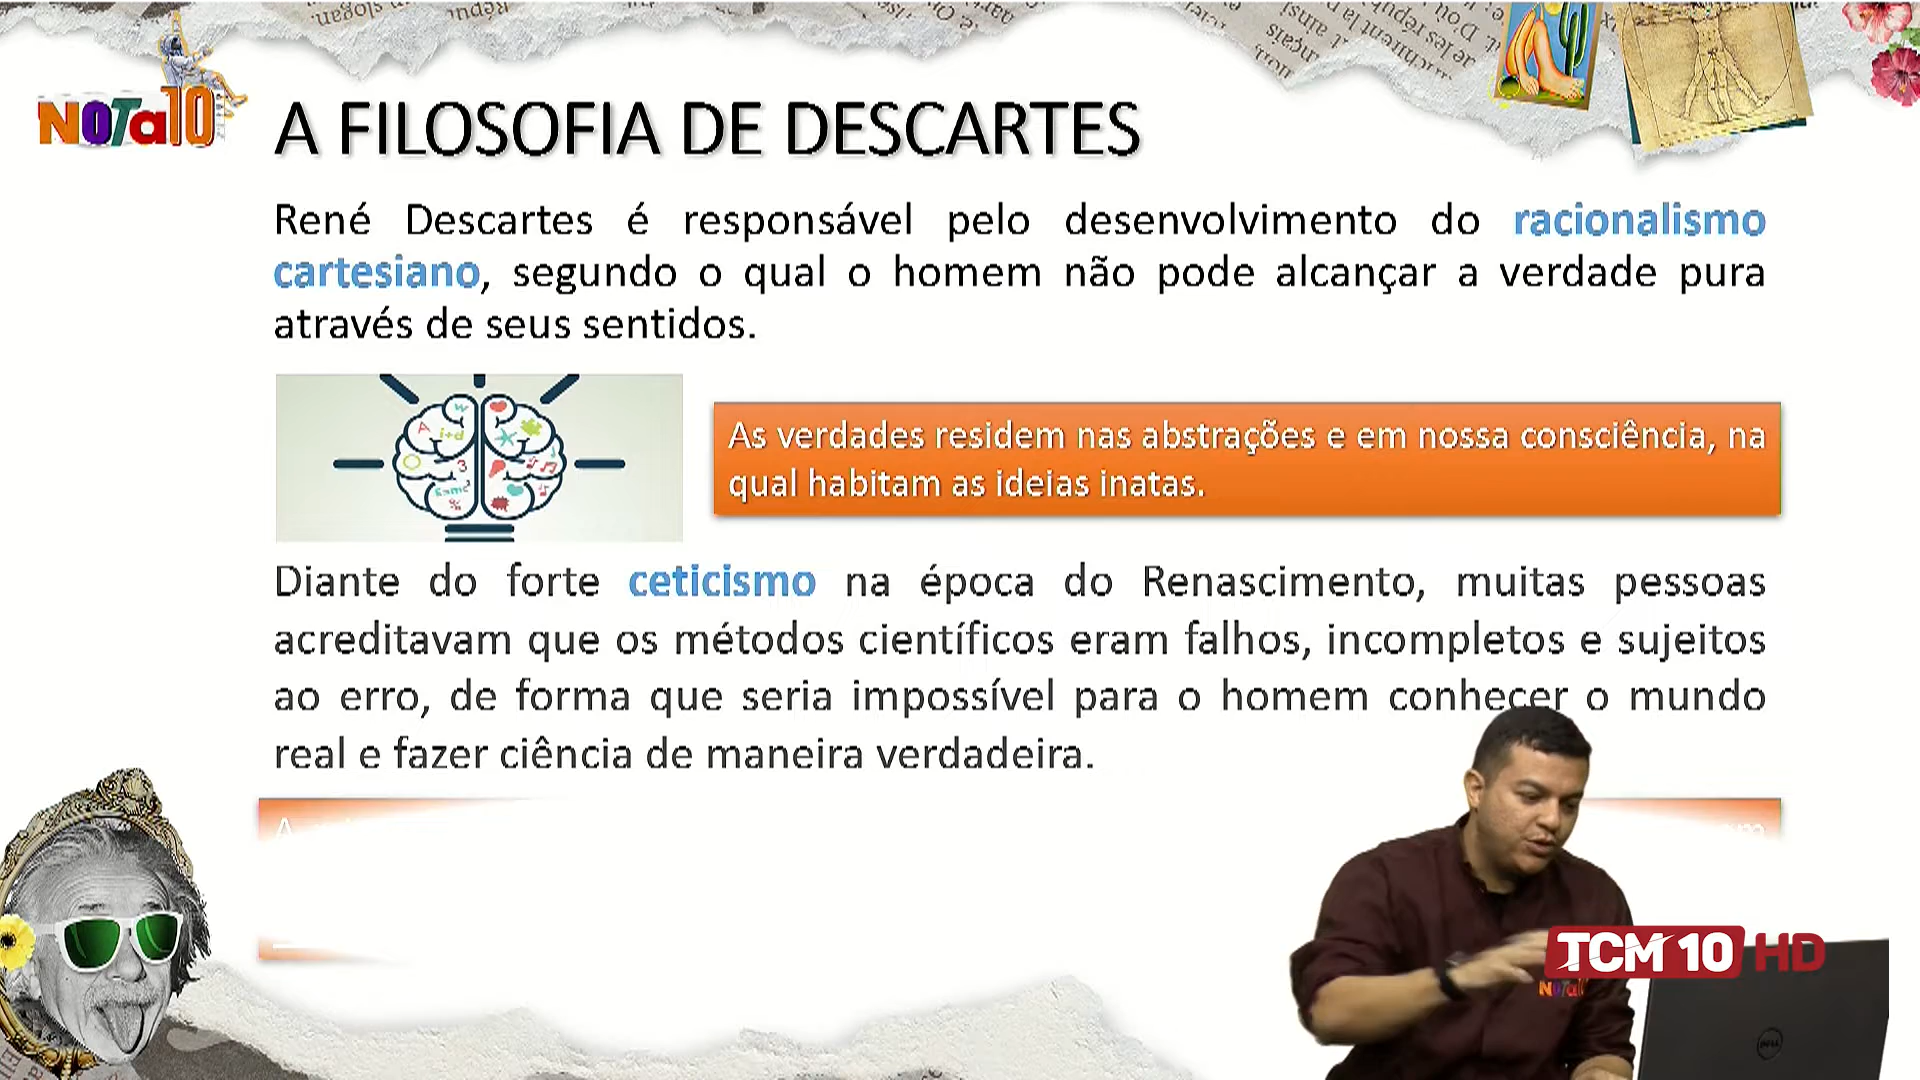 NOTa10
A FILOSOFIA DE DESCARTES
René Descartes é responsável pelo desenvolvimento do racionalismo
cartesiano, segundo o qual o homem não pode alcançar a verdade pura
através de seus sentidos.
As verdades residem nas abstrações e em nossa consciência, na
qual habitam as ideias inatas.
Diante do forte ceticismo na época do Renascimento, muitas pessoas
acreditavam que os métodos científicos eram falhos, incompletos e sujeitos
ao erro, de forma que seria impossível para o homem conhecer o mundo
real e fazer ciência de maneira verdadeira.
TCM 10 HD
NOTa10
DELL